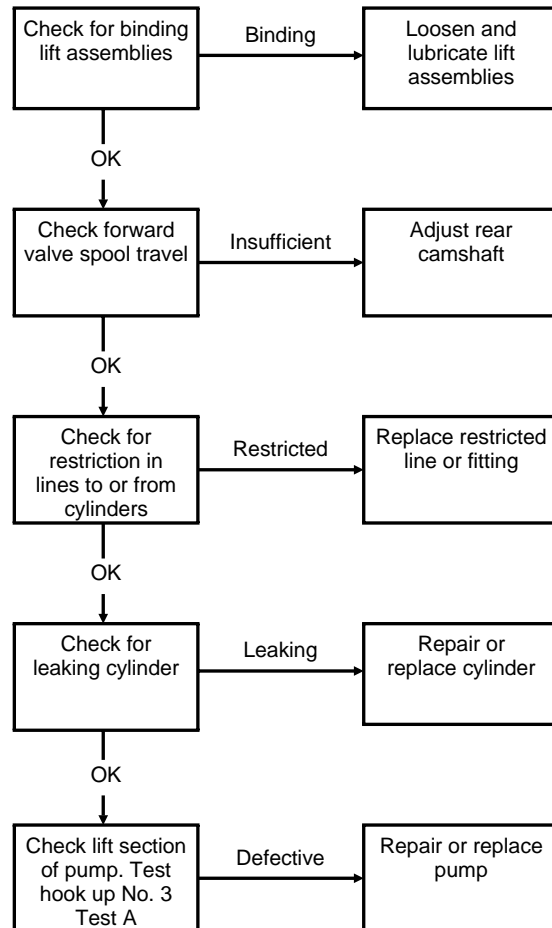 Check for binding
lift assemblies
Binding
Loosen and
lubricate lift
assemblies
OK
Check forward
valve spool travel
Insufficient
Adjust rear
camshaft
OK
Check for
restriction in
lines to or from
cylinders
Restricted
Replace restricted
line or fitting
OK
Check for
leaking cylinder
Leaking
Repair or
replace cylinder
OK
Check lift section
of pump. Test
hook up No. 3
Test A
Defective
Repair or replace
pump